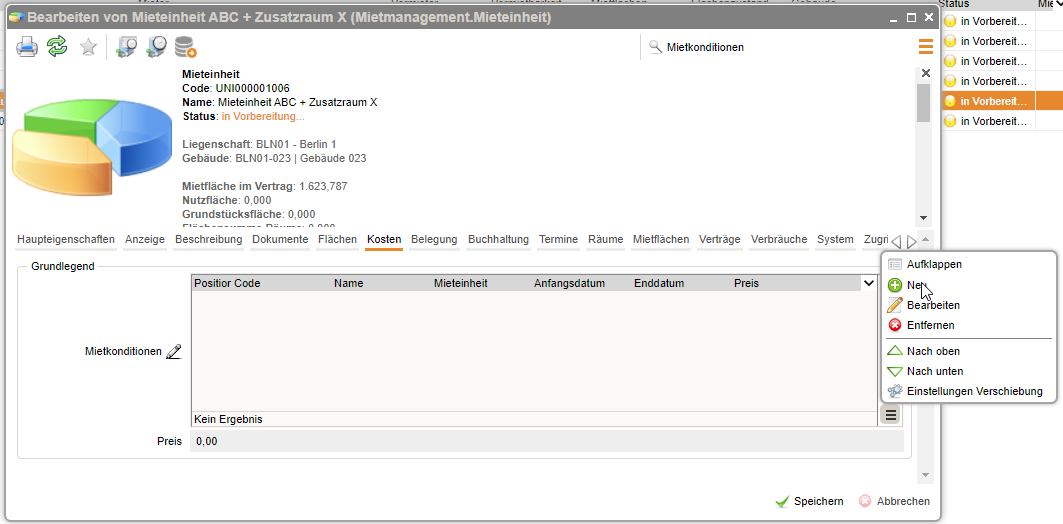 Bearbeiten von Mieteinheit ABC + Zusatzraum X (Mietmanagement.Mieteinheit)
Status
in Vorbereit...
in Vorbereit...
in Vorbereit...
in Vorbereit...
in Vorbereit...
in Vorbereit...
Mietkonditionen
Mieteinheit
Code: UNI000001006
Name: Mieteinheit ABC + Zusatzraum X
Status: in Vorbereitung...
Liegenschaft: BLN01 - Berlin 1
Gebäude: BLN01-023 | Gebäude 023
Mietfläche im Vertrag: 1.623,787
Nutzfläche: 0,000
Grundstücksfläche: 0,000
Haupteigenschaften Anzeige Beschreibung Dokumente Flächen Kosten Belegung Buchhaltung Termine Räume Mietflächen Verträge Verbräuche System Zugri
Grundlegend
Positior Code Name Mieteinheit Anfangsdatum Enddatum Preis
Mietkonditionen
Kein Ergebnis
Preis 0,00
Aufklappen
Neu
Bearbeiten
Entfernen
Nach oben
Nach unten
Einstellungen Verschiebung
Speichern Abbrechen